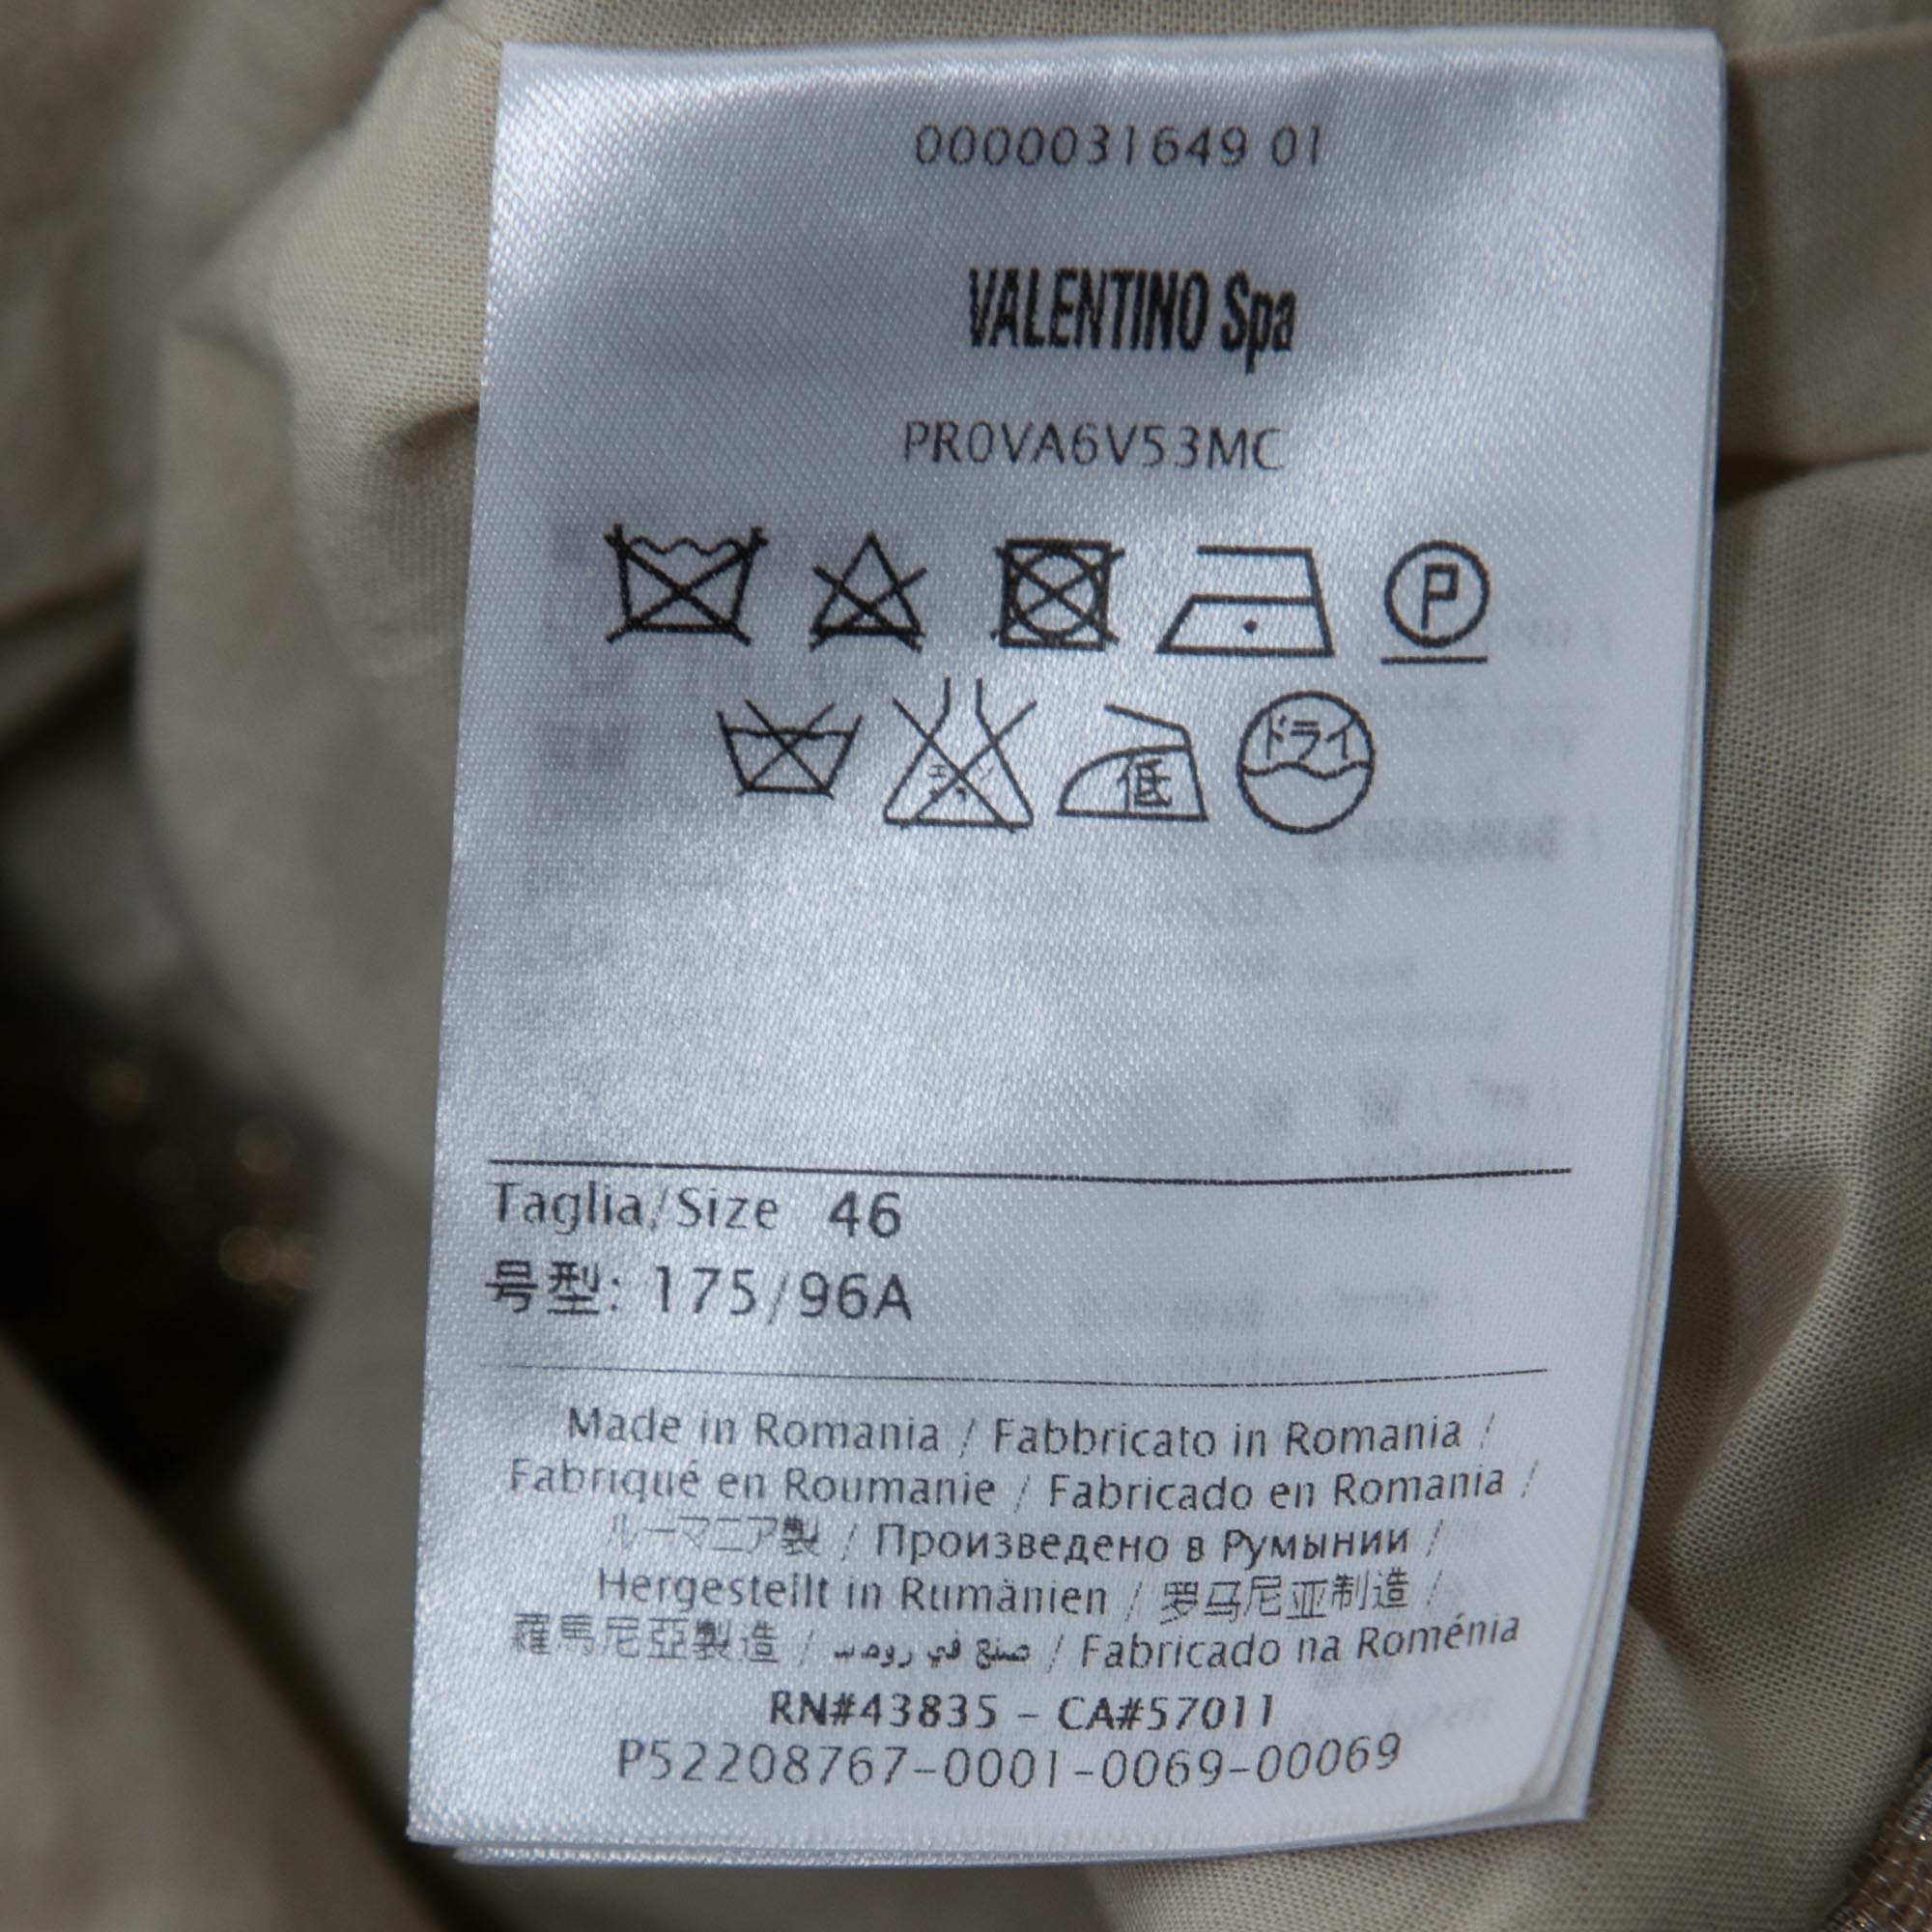 0000031649 01
VALENTINO Spa
PR0VA6V53MC
P
低 ドライ
Taglia/Size 46
号型: 175/96A
Made in Romania / Fabbricato in Romania /
Fabriqué en Roumanie / Fabricado en Romania /
ルーマニア製 / Произведено в Румынии /
Hergestellt in Rumänien / 罗马尼亚制造 /
羅馬尼亞製造 / صنع في / Fabricado na Roménia
RN#43835 - CA#57011
P52208767-0001-0069-00069